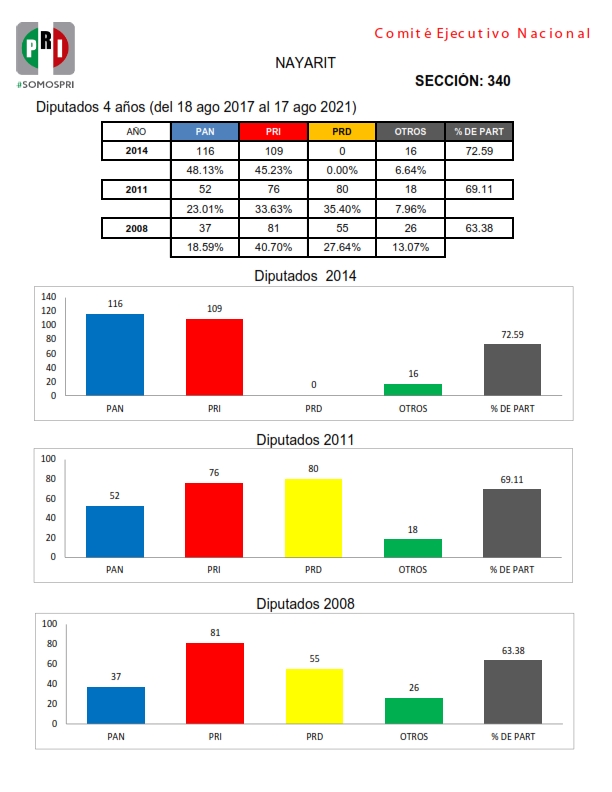 PRI
#SOMOSPRI
Comité Ejecutivo Nacional
NAYARIT
SECCIÓN: 340
Diputados 4 años (del 18 ago 2017 al 17 ago 2021)
AÑO PAN PRI PRD OTROS % DE PART
2014 116 109 0 16 72.59
48.13% 45.23% 0.00% 6.64%
2011 52 76 80 18 69.11
23.01% 33.63% 35.40% 7.96%
2008 37 81 55 26 63.38
18.59% 40.70% 27.64% 13.07%
Diputados 2014
140
120
100
80
60
40
20
0
116 109 0 16 72.59
PAN PRI PRD OTROS % DE PART
Diputados 2011
100
80
60
40
20
0
52 76 80 18 69.11
PAN PRI PRD OTROS % DE PART
Diputados 2008
100
80
60
40
20
0
37 81 55 26 63.38
PAN PRI PRD OTROS % DE PART